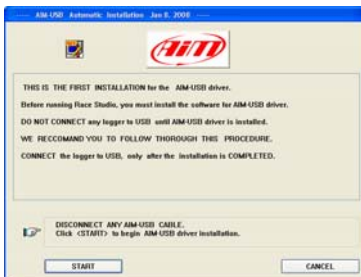 AIM-USB Automatic Installation Jan 8, 2008
AiM
THIS IS THE FIRST INSTALLATION for the AIM-USB driver.
Before running Race Studio, you must install the software for AIM-USB driver.
DO NOT CONNECT any logger to USB until AIM-USB driver is installed.
WE RECCOMAND YOU TO FOLLOW THOROUGH THIS PROCEDURE.
CONNECT the logger to USB, only after the installation is COMPLETED.
DISCONNECT ANY AIM-USB CABLE.
Click <START> to begin AIM-USB driver installation.
START
CANCEL